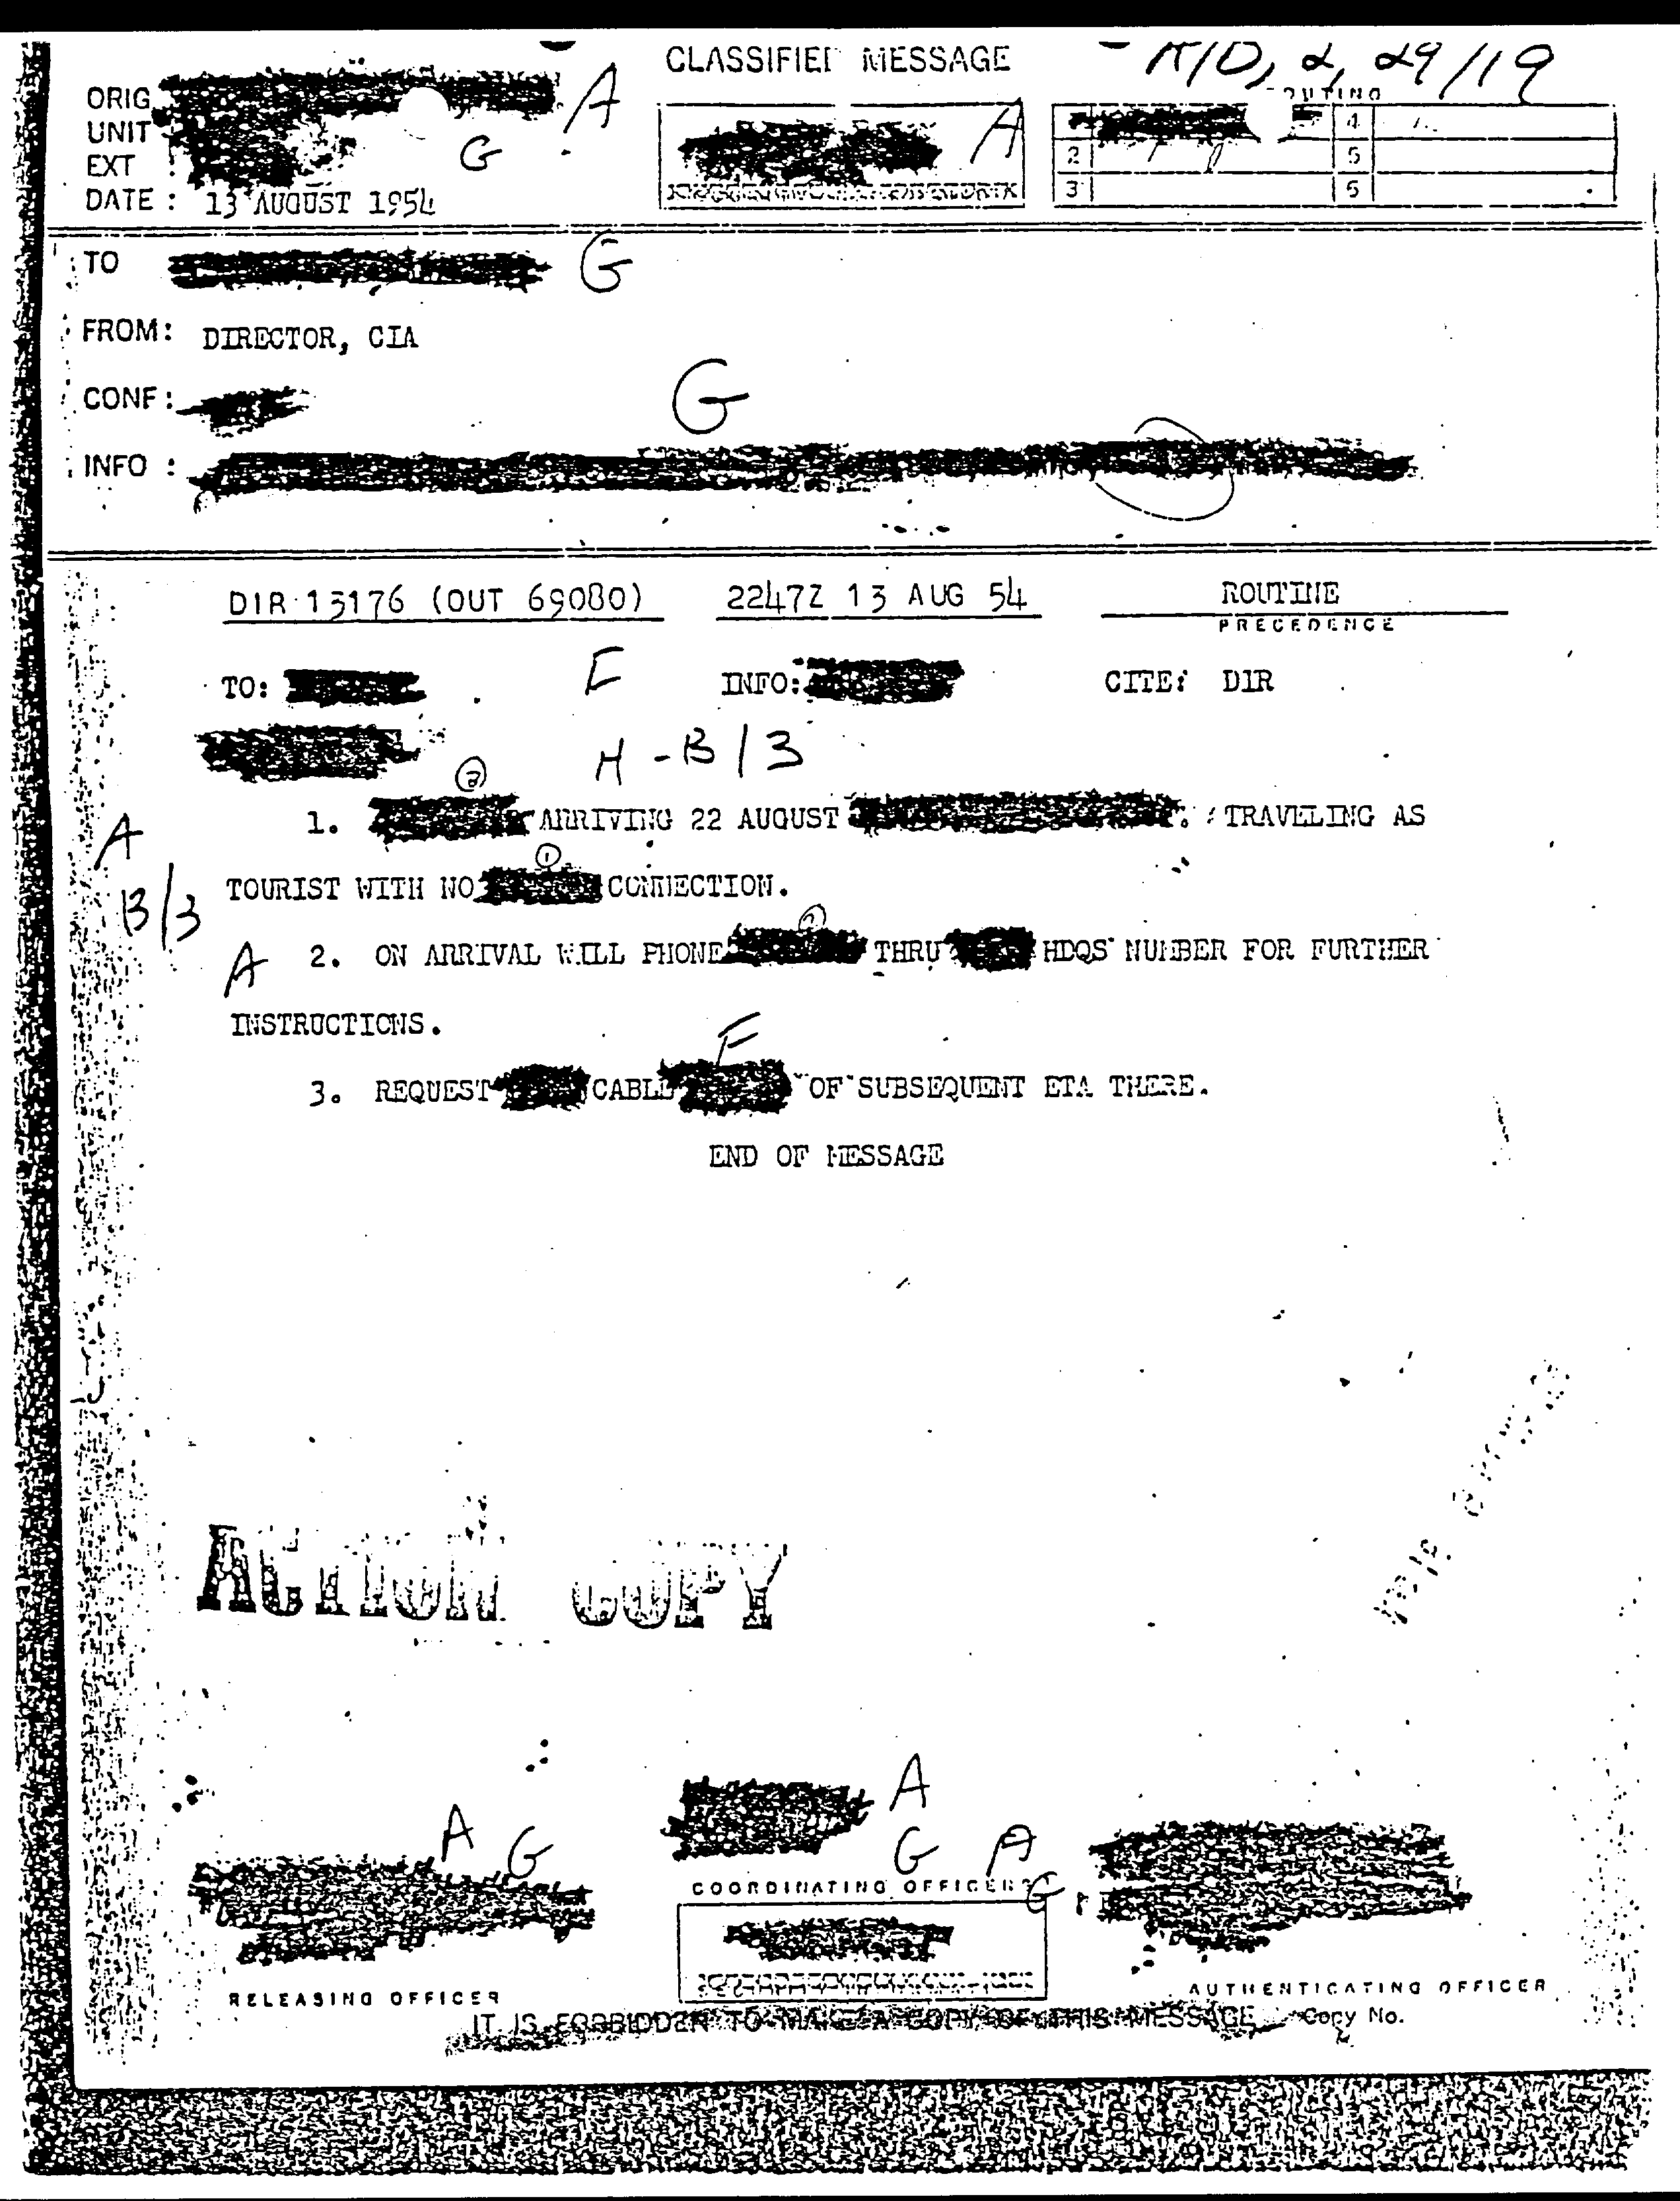 CLASSIFIED MESSAGE
ORIG
UNIT
EXT :
DATE : 13 AUGUST 1954
A
G
A
ROUTING
1 4
2 5
3 6
TO
G
FROM: DIRECTOR, CIA
CONF :
G
INFO :
DIR 13176 (OUT 69080) 2247Z 13 AUG 54 ROUTINE
PRECEDENCE
TO: INFO: CITE: DIR
H-B/3
2
1. ARRIVING 22 AUGUST . TRAVELING AS
A
1
TOURIST WITH NO CONNECTION.
B/3
A 2. ON ARRIVAL WILL PHONE THRU HDQS NUMBER FOR FURTHER
INSTRUCTIONS.
F
3. REQUEST CABLE OF SUBSEQUENT ETA THERE.
END OF MESSAGE
ACTION COPY
A
A G
G A
G
COORDINATING OFFICERS
RELEASING OFFICER
AUTHENTICATING OFFICER
IT IS FORBIDDEN TO MAKE A COPY OF THIS MESSAGE Copy No.